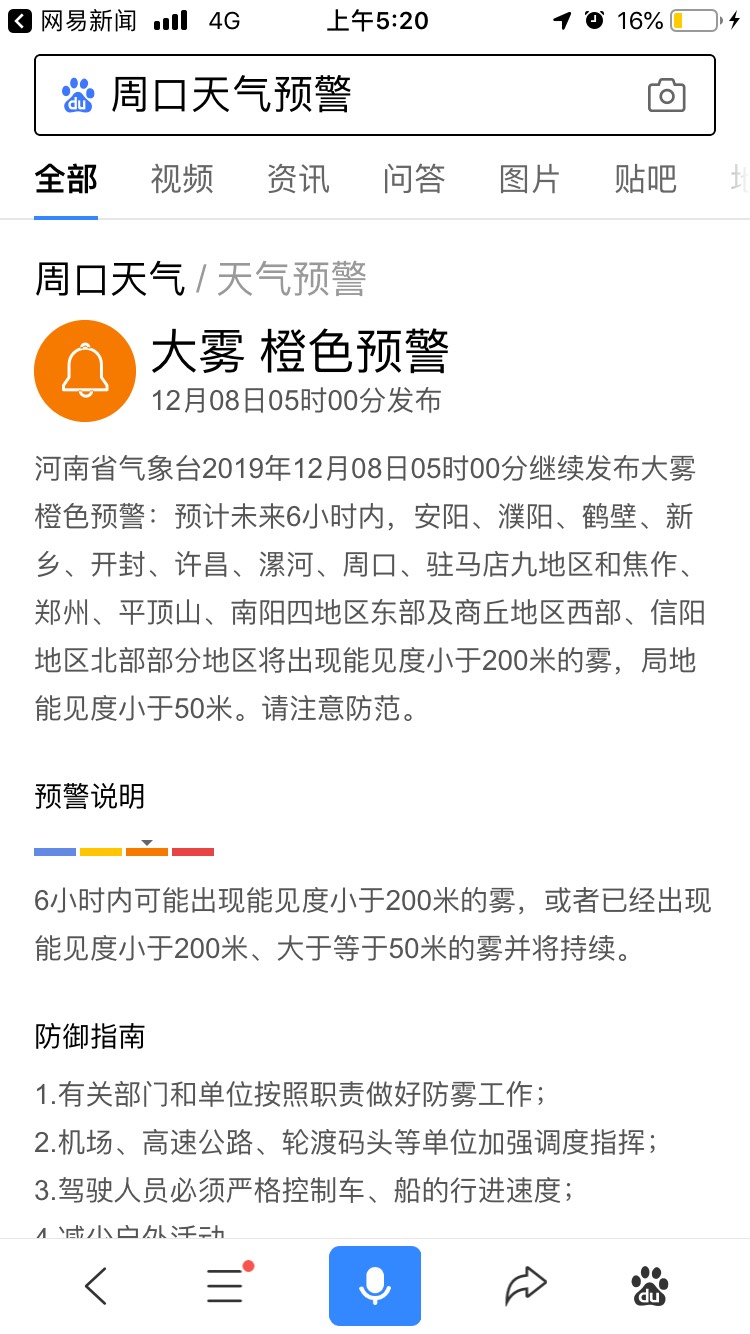 网易新闻 4G 上午5:20 16%
du 周口天气预警
全部 视频 资讯 问答 图片 贴吧
周口天气 / 天气预警
大雾 橙色预警
12月08日05时00分发布
河南省气象台2019年12月08日05时00分继续发布大雾
橙色预警：预计未来6小时内，安阳、濮阳、鹤壁、新
乡、开封、许昌、漯河、周口、驻马店九地区和焦作、
郑州、平顶山、南阳四地区东部及商丘地区西部、信阳
地区北部部分地区将出现能见度小于200米的雾，局地
能见度小于50米。请注意防范。
预警说明
6小时内可能出现能见度小于200米的雾，或者已经出现
能见度小于200米、大于等于50米的雾并将持续。
防御指南
1.有关部门和单位按照职责做好防雾工作；
2.机场、高速公路、轮渡码头等单位加强调度指挥；
3.驾驶人员必须严格控制车、船的行进速度；
4.减少户外活动
du